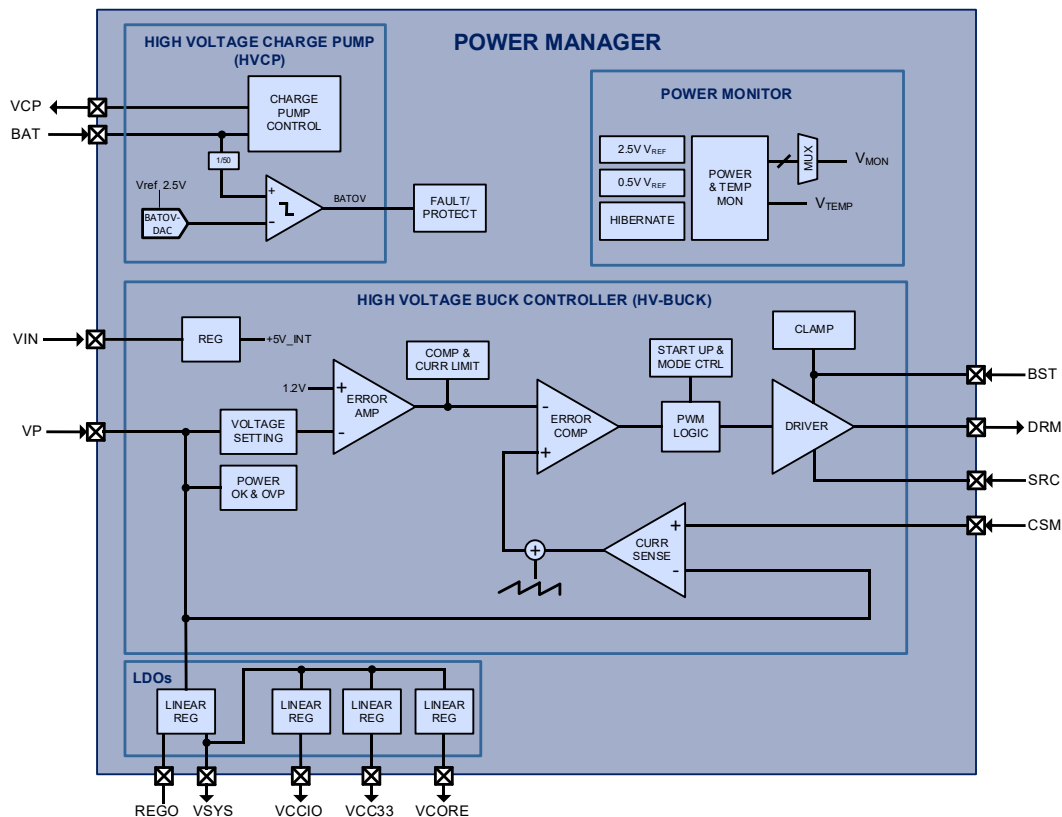 POWER MANAGER
HIGH VOLTAGE CHARGE PUMP
(HVCP)
VCP
BAT
CHARGE
PUMP
CONTROL
1/50
Vref 2.5V
BATOV-
DAC
+
-
BATOV
FAULT/
PROTECT
POWER MONITOR
2.5V VREF
0.5V VREF
HIBERNATE
POWER
& TEMP
MON
MUX
VMON
VTEMP
HIGH VOLTAGE BUCK CONTROLLER (HV-BUCK)
VIN
REG
+5V_INT
VP
VOLTAGE
SETTING
POWER
OK & OVP
1.2V
+
-
ERROR
AMP
COMP &
CURR LIMIT
-
+
ERROR
COMP
START UP &
MODE CTRL
PWM
LOGIC
CLAMP
DRIVER
BST
DRM
SRC
CSM
+
-
CURR
SENSE
+
LDOs
LINEAR
REG
LINEAR
REG
LINEAR
REG
LINEAR
REG
REGO
VSYS
VCCIO
VCC33
VCORE